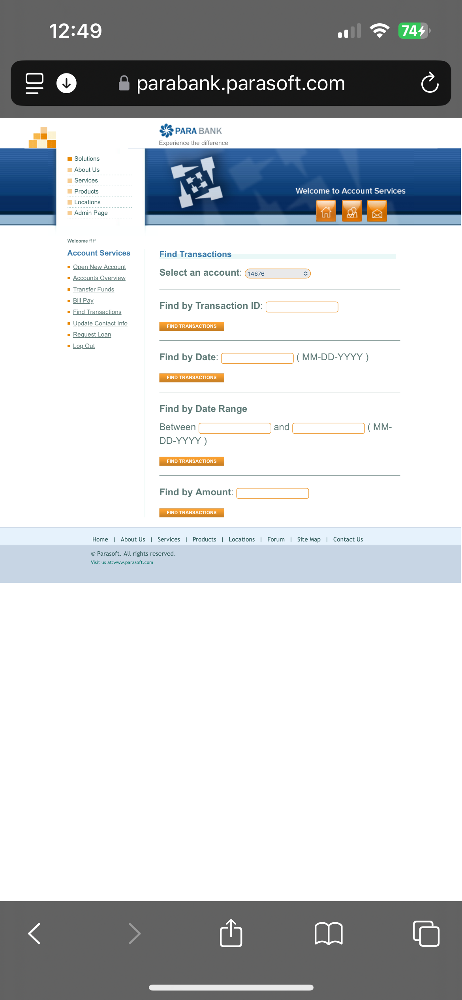 12:49
74
parabank.parasoft.com
PARA BANK
Experience the difference
Solutions
About Us
Services
Products
Locations
Admin Page
Welcome to Account Services
Welcome ff ff
Account Services
Open New Account
Accounts Overview
Transfer Funds
Bill Pay
Find Transactions
Update Contact Info
Request Loan
Log Out
Find Transactions
Select an account: 14676
Find by Transaction ID:
FIND TRANSACTIONS
Find by Date: ( MM-DD-YYYY )
FIND TRANSACTIONS
Find by Date Range
Between and ( MM-
DD-YYYY )
FIND TRANSACTIONS
Find by Amount:
FIND TRANSACTIONS
Home | About Us | Services | Products | Locations | Forum | Site Map | Contact Us
© Parasoft. All rights reserved.
Visit us at:www.parasoft.com